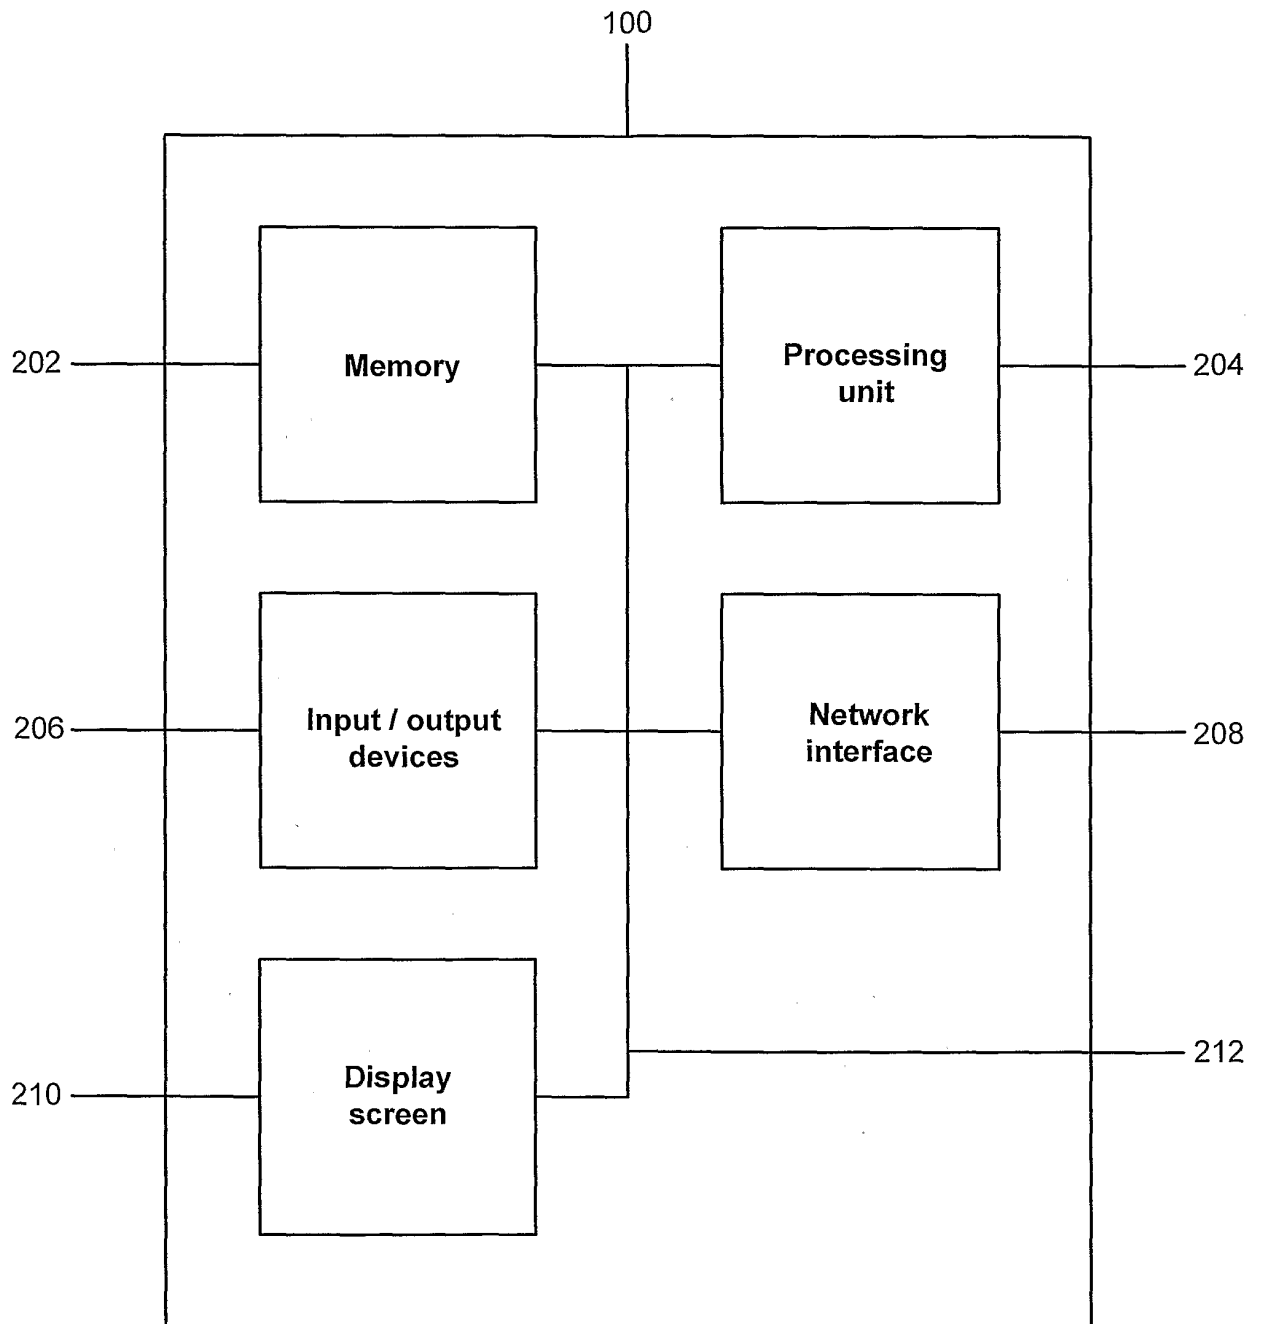 100
202
Memory
Processing
unit
204
206
Input / output
devices
Network
interface
208
212
210
Display
screen